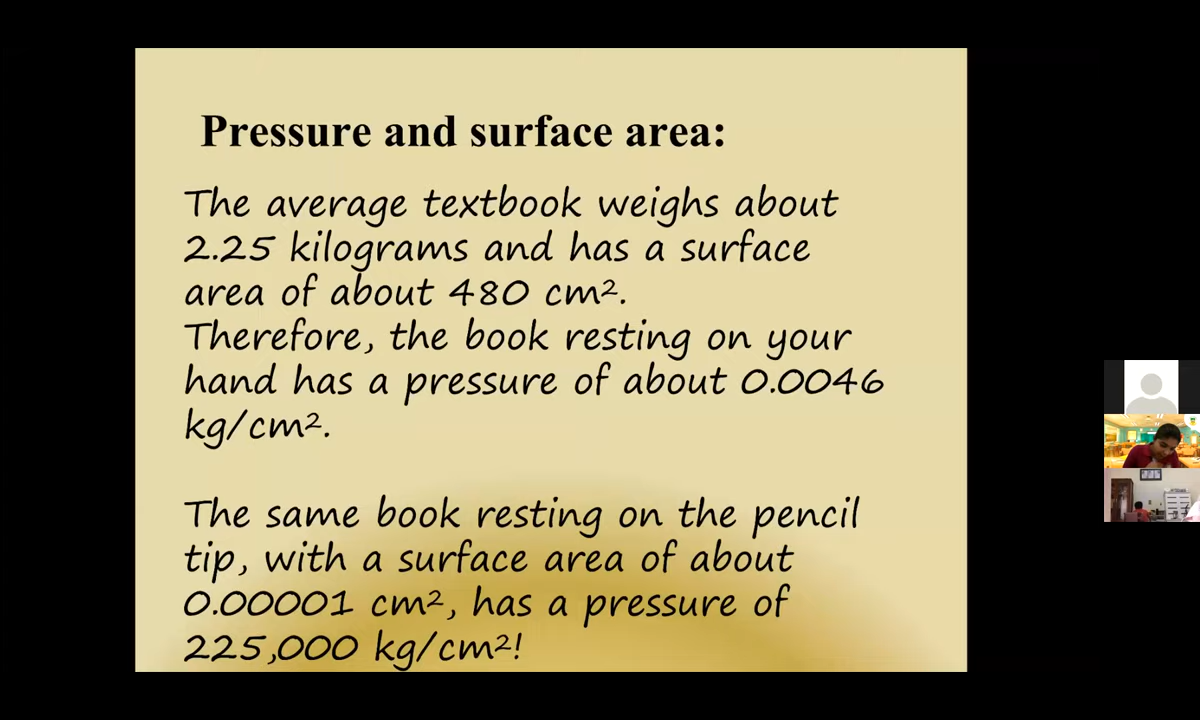 Pressure and surface area:
The average textbook weighs about
2.25 kilograms and has a surface
area of about 480 cm².
Therefore, the book resting on your
hand has a pressure of about 0.0046
kg/cm².
The same book resting on the pencil
tip, with a surface area of about
0.00001 cm², has a pressure of
225,000 kg/cm²!